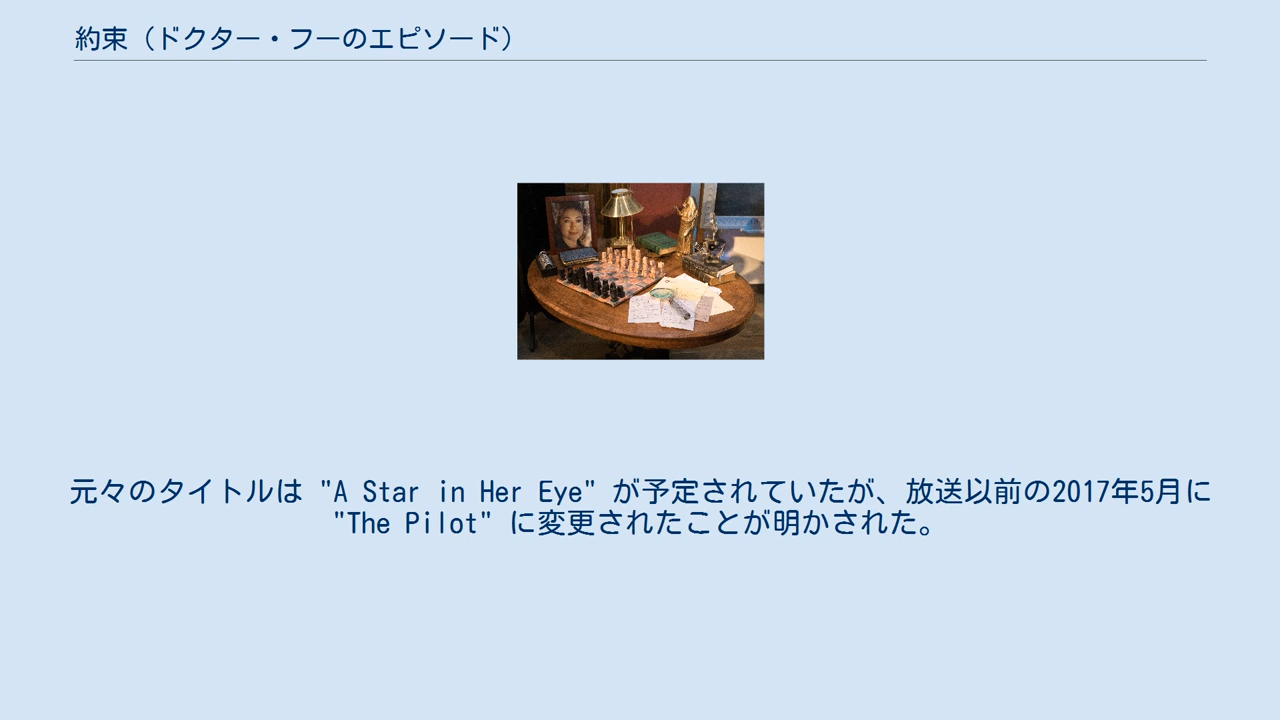 約束（ドクター・フーのエピソード）
元々のタイトルは "A Star in Her Eye" が予定されていたが、放送以前の2017年5月に
"The Pilot" に変更されたことが明かされた。